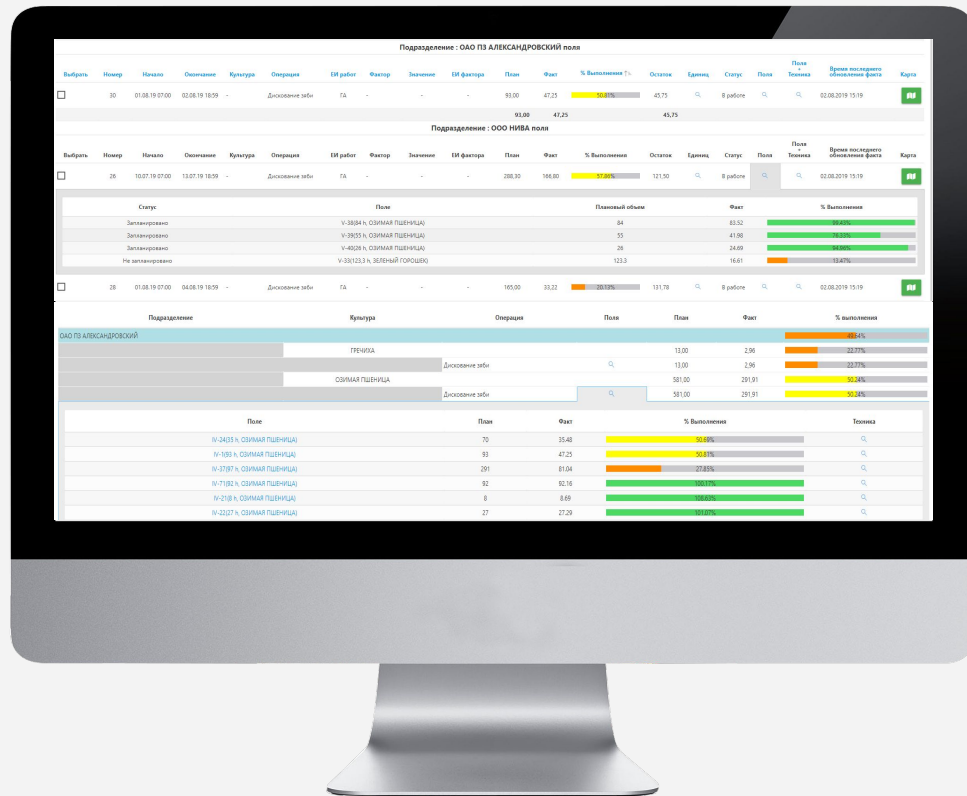 Подразделение : ОАО ПЗ АЛЕКСАНДРОВСКИЙ поля
Выбрать Номер Начало Окончание Культура Операция ЕИ работ Фактор Значение ЕИ фактора План Факт % Выполнения Остаток Единиц Статус Поля Поля + Техника Время последнего обновления факта Карта
30 01.08.19 07:00 02.08.19 18:59 - Дискование зяби ГА - - - 93,00 47,25 50.81% 45,75 В работе 02.08.2019 15:19
93,00 47,25 45,75
Подразделение : ООО НИВА поля
Выбрать Номер Начало Окончание Культура Операция ЕИ работ Фактор Значение ЕИ фактора План Факт % Выполнения Остаток Единиц Статус Поля Поля + Техника Время последнего обновления факта Карта
26 10.07.19 07:00 13.07.19 18:59 - Дискование зяби ГА - - - 288,30 166,80 57.86% 121,50 В работе 02.08.2019 15:19
Статус Поле Плановый объем Факт % Выполнения
Запланировано V-38(84 h, ОЗИМАЯ ПШЕНИЦА) 84 83.52 99.43%
Запланировано V-39(55 h, ОЗИМАЯ ПШЕНИЦА) 55 41.98 76.33%
Запланировано V-40(26 h, ОЗИМАЯ ПШЕНИЦА) 26 24.69 94.96%
Не запланировано V-33(123,3 h, ЗЕЛЕНЫЙ ГОРОШЕК) 123.3 16.61 13.47%
28 01.08.19 07:00 04.08.19 18:59 - Дискование зяби ГА - - - 165,00 33,22 20.13% 131,78 В работе 02.08.2019 15:19
Подразделение Культура Операция Поля План Факт % выполнения
ОАО ПЗ АЛЕКСАНДРОВСКИЙ 49.64%
ГРЕЧИХА 13,00 2,96 22.77%
Дискование зяби 13,00 2,96 22.77%
ОЗИМАЯ ПШЕНИЦА 581,00 291,91 50.24%
Дискование зяби 581,00 291,91 50.24%
Поле План Факт % Выполнения Техника
IV-24(35 h, ОЗИМАЯ ПШЕНИЦА) 70 35.48 50.69%
IV-1(93 h, ОЗИМАЯ ПШЕНИЦА) 93 47.25 50.81%
IV-37(97 h, ОЗИМАЯ ПШЕНИЦА) 291 81.04 27.85%
IV-71(92 h, ОЗИМАЯ ПШЕНИЦА) 92 92.16 100.17%
IV-21(8 h, ОЗИМАЯ ПШЕНИЦА) 8 8.69 108.63%
IV-22(27 h, ОЗИМАЯ ПШЕНИЦА) 27 27.29 101.07%